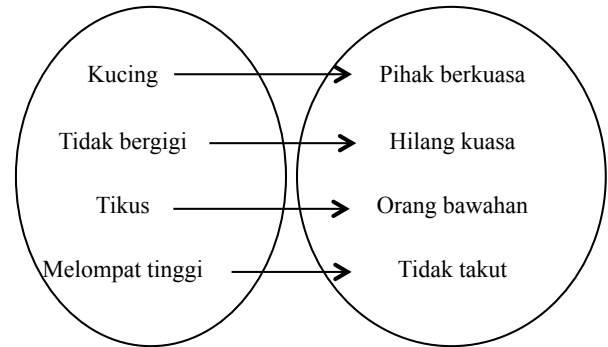 Kucing Pihak berkuasa
Tidak bergigi Hilang kuasa
Tikus Orang bawahan
Melompat tinggi Tidak takut